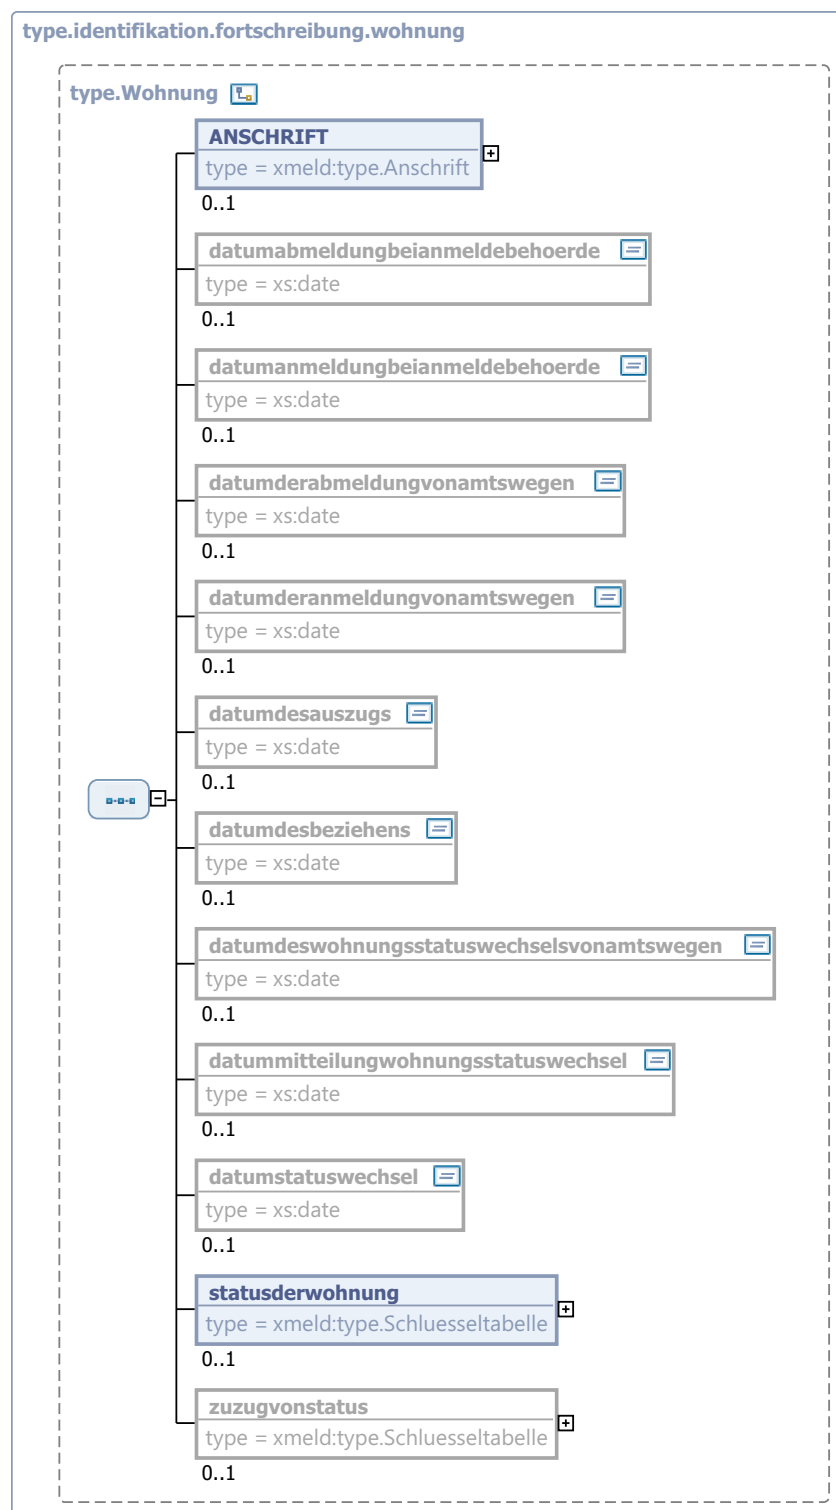 type.identifikation.fortschreibung.wohnung
type.Wohnung
ANSCHRIFT
type = xmeld:type.Anschrift
0..1
datumabmeldungbeianmeldebehoerde
type = xs:date
0..1
datumanmeldungbeianmeldebehoerde
type = xs:date
0..1
datumderabmeldungvonamtswegen
type = xs:date
0..1
datumderanmeldungvonamtswegen
type = xs:date
0..1
datumdesauszugs
type = xs:date
0..1
datumdesbeziehens
type = xs:date
0..1
datumdeswohnungsstatuswechselsvonamtswegen
type = xs:date
0..1
datummitteilungwohnungsstatuswechsel
type = xs:date
0..1
datumstatuswechsel
type = xs:date
0..1
statusderwohnung
type = xmeld:type.Schluesseltabelle
0..1
zuzugvonstatus
type = xmeld:type.Schluesseltabelle
0..1